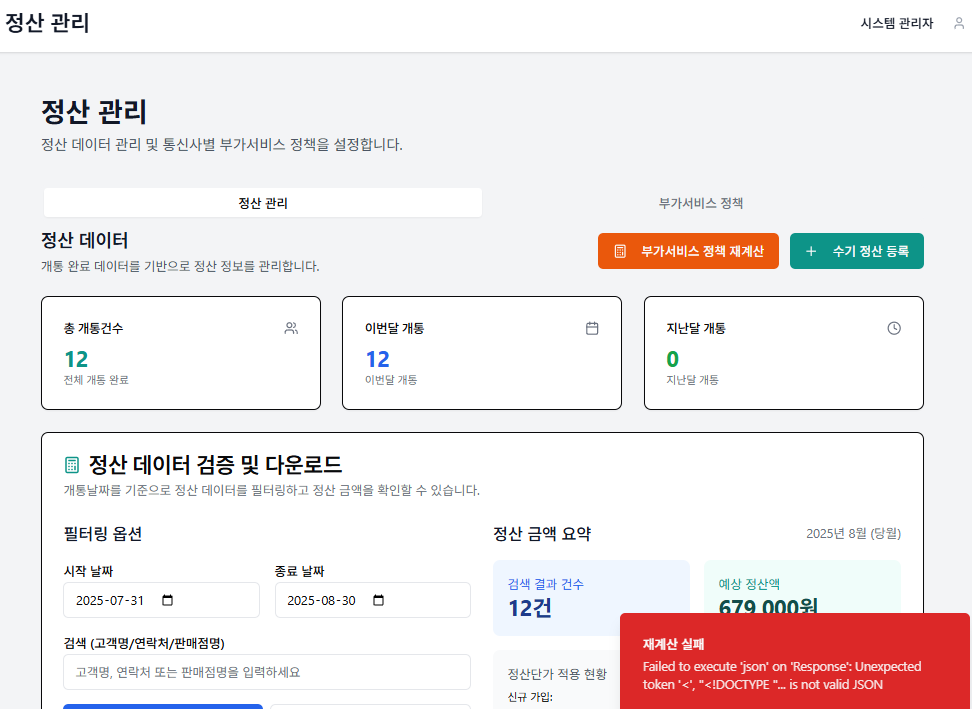 정산 관리
시스템 관리자
정산 관리
정산 데이터 관리 및 통신사별 부가서비스 정책을 설정합니다.
정산 관리
부가서비스 정책
정산 데이터
개통 완료 데이터를 기반으로 정산 정보를 관리합니다.
부가서비스 정책 재계산
수기 정산 등록
총 개통건수
12
전체 개통 완료
이번달 개통
12
이번달 개통
지난달 개통
0
지난달 개통
정산 데이터 검증 및 다운로드
개통날짜를 기준으로 정산 데이터를 필터링하고 정산 금액을 확인할 수 있습니다.
필터링 옵션
시작 날짜
종료 날짜
2025-07-31
2025-08-30
검색 (고객명/연락처/판매점명)
고객명, 연락처 또는 판매점명을 입력하세요
정산 금액 요약
2025년 8월 (당월)
검색 결과 건수
12건
예상 정산액
679,000원
정산단가 적용 현황
신규 가입:
재계산 실패
Failed to execute 'json' on 'Response': Unexpected
token '<', "<!DOCTYPE "... is not valid JSON